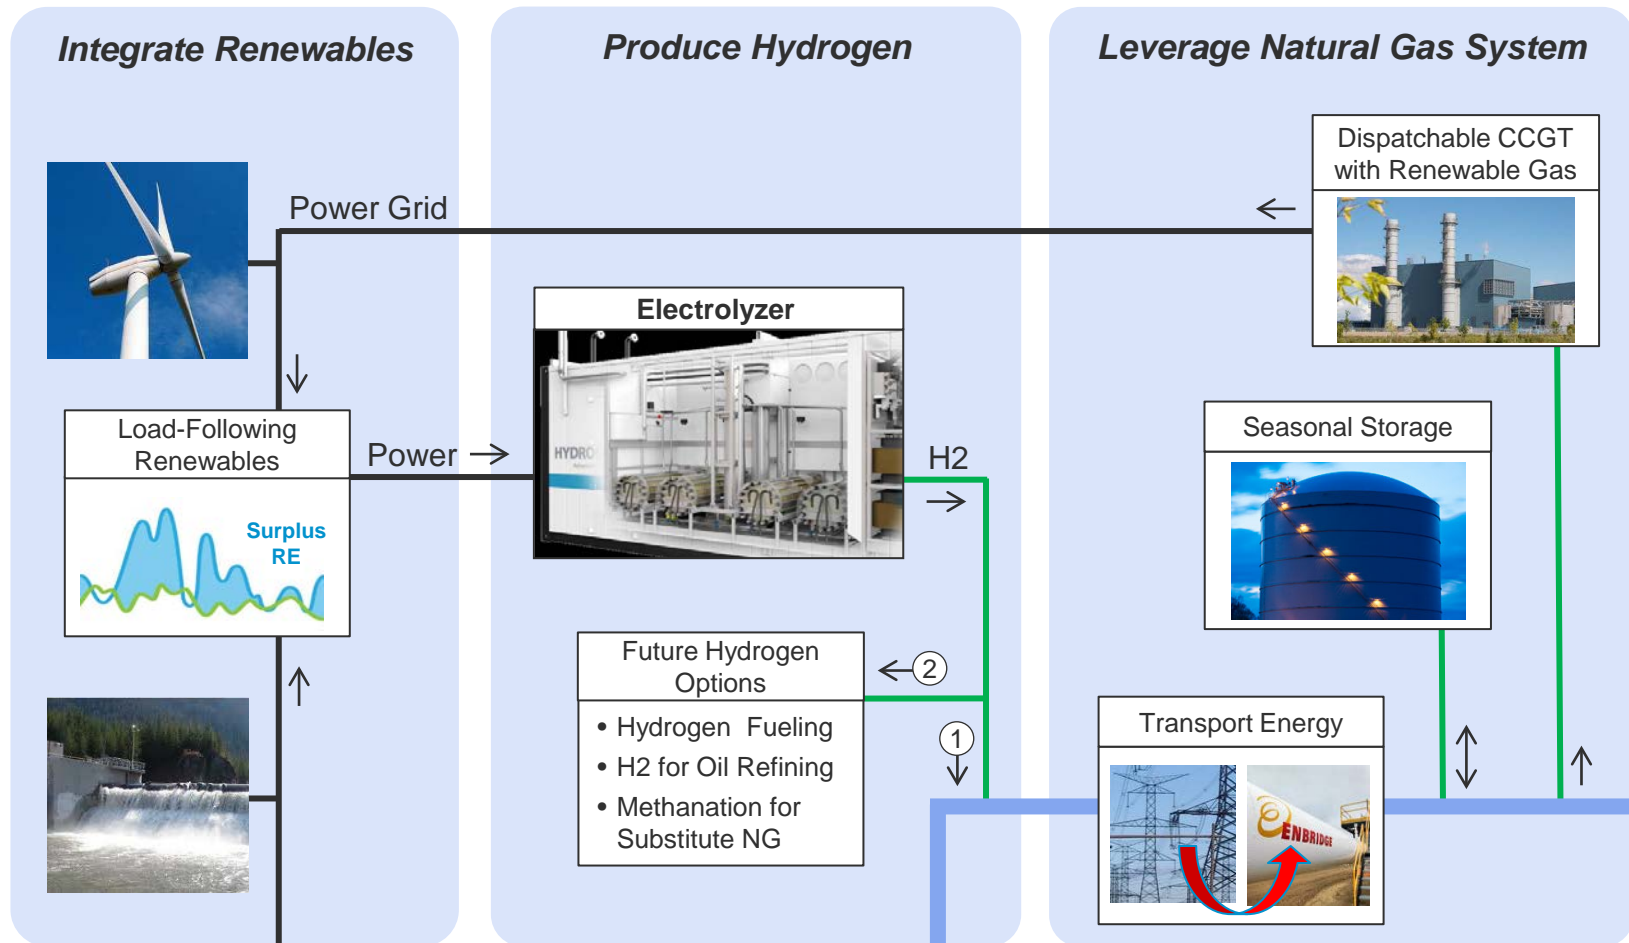 Integrate Renewables
Power Grid
Load-Following
Renewables
Surplus
RE
Power
Produce Hydrogen
Electrolyzer
HYDRO
H2
Future Hydrogen
Options
2
• Hydrogen Fueling
• H2 for Oil Refining
• Methanation for
Substitute NG
1
Leverage Natural Gas System
Dispatchable CCGT
with Renewable Gas
Seasonal Storage
Transport Energy
ENBRIDGE